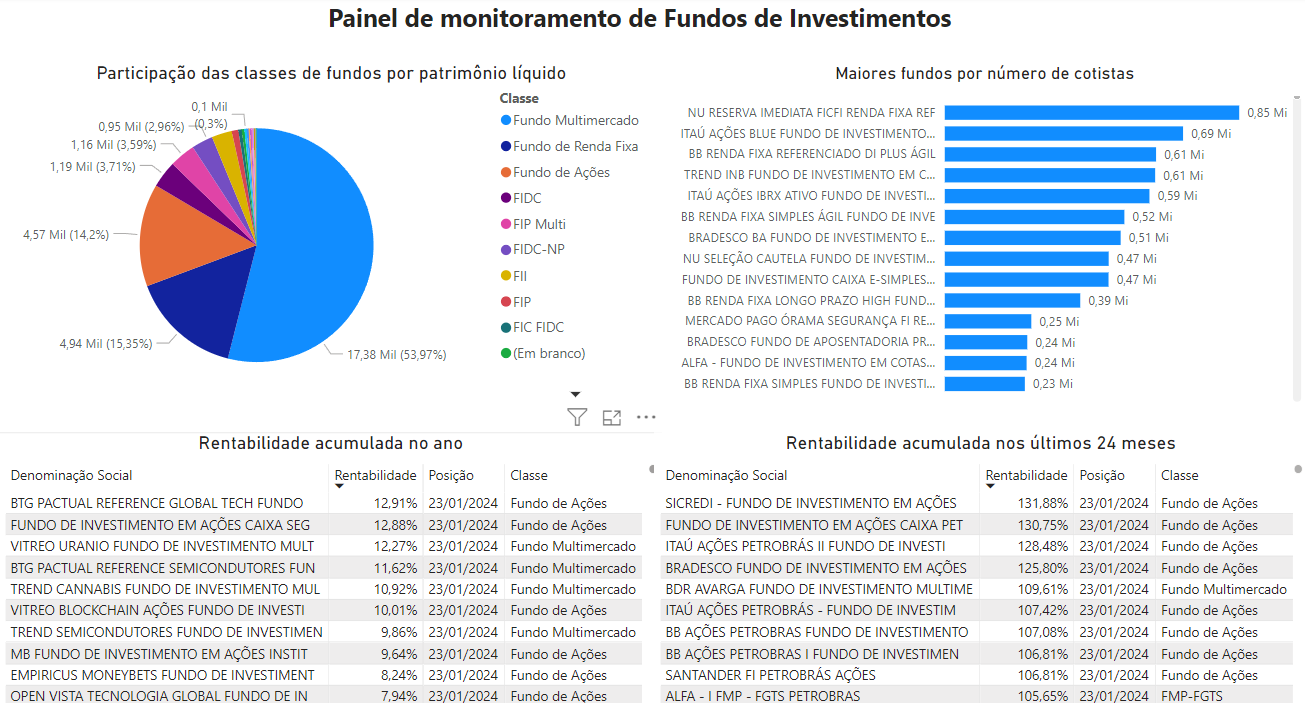 Painel de monitoramento de Fundos de Investimentos
Participação das classes de fundos por patrimônio líquido
0,1 Mil
(0,3%)
0,95 Mil (2,96%)
1,16 Mil (3,59%)
1,19 Mil (3,71%)
4,57 Mil (14,2%)
4,94 Mil (15,35%)
17,38 Mil (53,97%)
Classe
Fundo Multimercado
Fundo de Renda Fixa
Fundo de Ações
FIDC
FIP Multi
FIDC-NP
FII
FIP
FIC FIDC
(Em branco)
Maiores fundos por número de cotistas
NU RESERVA IMEDIATA FICFI RENDA FIXA REF 0,85 Mi
ITAÚ AÇÕES BLUE FUNDO DE INVESTIMENTO... 0,69 Mi
BB RENDA FIXA REFERENCIADO DI PLUS ÁGIL 0,61 Mi
TREND INB FUNDO DE INVESTIMENTO EM C... 0,61 Mi
ITAÚ AÇÕES IBRX ATIVO FUNDO DE INVESTI... 0,59 Mi
BB RENDA FIXA SIMPLES ÁGIL FUNDO DE INVE 0,52 Mi
BRADESCO BA FUNDO DE INVESTIMENTO E... 0,51 Mi
NU SELEÇÃO CAUTELA FUNDO DE INVESTIM... 0,47 Mi
FUNDO DE INVESTIMENTO CAIXA E-SIMPLES... 0,47 Mi
BB RENDA FIXA LONGO PRAZO HIGH FUND... 0,39 Mi
MERCADO PAGO ÓRAMA SEGURANÇA FI RE... 0,25 Mi
BRADESCO FUNDO DE APOSENTADORIA PR... 0,24 Mi
ALFA - FUNDO DE INVESTIMENTO EM COTAS... 0,24 Mi
BB RENDA FIXA SIMPLES FUNDO DE INVESTI... 0,23 Mi
Rentabilidade acumulada no ano
Denominação Social Rentabilidade Posição Classe
BTG PACTUAL REFERENCE GLOBAL TECH FUNDO 12,91% 23/01/2024 Fundo de Ações
FUNDO DE INVESTIMENTO EM AÇÕES CAIXA SEG 12,88% 23/01/2024 Fundo de Ações
VITREO URANIO FUNDO DE INVESTIMENTO MULT 12,27% 23/01/2024 Fundo Multimercado
BTG PACTUAL REFERENCE SEMICONDUTORES FUN 11,62% 23/01/2024 Fundo Multimercado
TREND CANNABIS FUNDO DE INVESTIMENTO MUL 10,92% 23/01/2024 Fundo Multimercado
VITREO BLOCKCHAIN AÇÕES FUNDO DE INVESTI 10,01% 23/01/2024 Fundo de Ações
TREND SEMICONDUTORES FUNDO DE INVESTIMEN 9,86% 23/01/2024 Fundo Multimercado
MB FUNDO DE INVESTIMENTO EM AÇÕES INSTIT 9,64% 23/01/2024 Fundo de Ações
EMPIRICUS MONEYBETS FUNDO DE INVESTIMENT 8,24% 23/01/2024 Fundo de Ações
OPEN VISTA TECNOLOGIA GLOBAL FUNDO DE IN 7,94% 23/01/2024 Fundo de Ações
Rentabilidade acumulada nos últimos 24 meses
Denominação Social Rentabilidade Posição Classe
SICREDI - FUNDO DE INVESTIMENTO EM AÇÕES 131,88% 23/01/2024 Fundo de Ações
FUNDO DE INVESTIMENTO EM AÇÕES CAIXA PET 130,75% 23/01/2024 Fundo de Ações
ITAÚ AÇÕES PETROBRÁS II FUNDO DE INVESTI 128,48% 23/01/2024 Fundo de Ações
BRADESCO FUNDO DE INVESTIMENTO EM AÇÕES 125,80% 23/01/2024 Fundo de Ações
BDR AVARGA FUNDO DE INVESTIMENTO MULTIME 109,61% 23/01/2024 Fundo Multimercado
ITAÚ AÇÕES PETROBRÁS - FUNDO DE INVESTIM 107,42% 23/01/2024 Fundo de Ações
BB AÇÕES PETROBRAS FUNDO DE INVESTIMENTO 107,08% 23/01/2024 Fundo de Ações
BB AÇÕES PETROBRAS I FUNDO DE INVESTIMEN 106,81% 23/01/2024 Fundo de Ações
SANTANDER FI PETROBRÁS AÇÕES 106,81% 23/01/2024 Fundo de Ações
ALFA - I FMP - FGTS PETROBRAS 105,65% 23/01/2024 FMP-FGTS